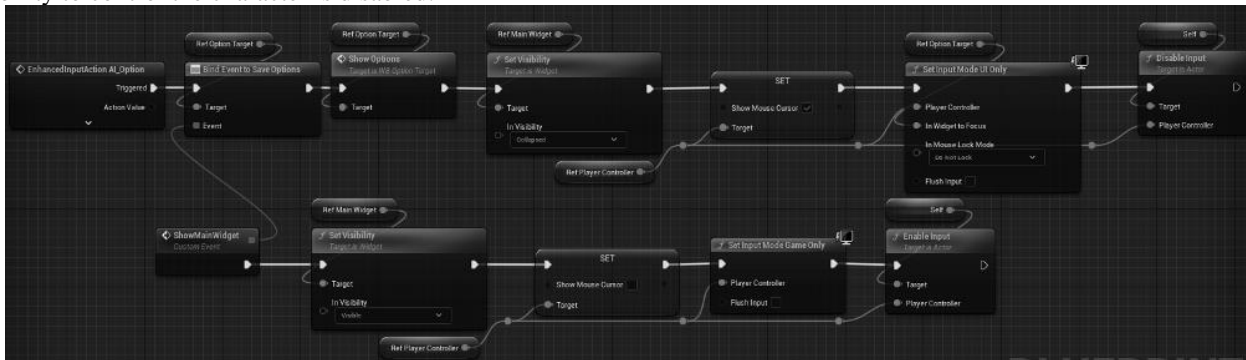 Ref Option Target
Ref Option Target
Ref Main Widget
Ref Option Target
Self
EnhancedInputAction AI_Option
Triggered
Action Value
Bind Event to Save Options
Target
Event
Show Options
Target is WB Option Target
Target
Set Visibility
Target is Widget
Target
In Visibility
Collapsed
SET
Show Mouse Cursor
Target
Ref Player Controller
Set Input Mode UI Only
Player Controller
In Widget to Focus
In Mouse Lock Mode
Do Not Lock
Flush Input
Disable Input
Target is Actor
Target
Player Controller
Ref Main Widget
Self
ShowMainWidget
Custom Event
Set Visibility
Target is Widget
Target
In Visibility
Visible
SET
Show Mouse Cursor
Target
Ref Player Controller
Set Input Mode Game Only
Player Controller
Flush Input
Enable Input
Target is Actor
Target
Player Controller